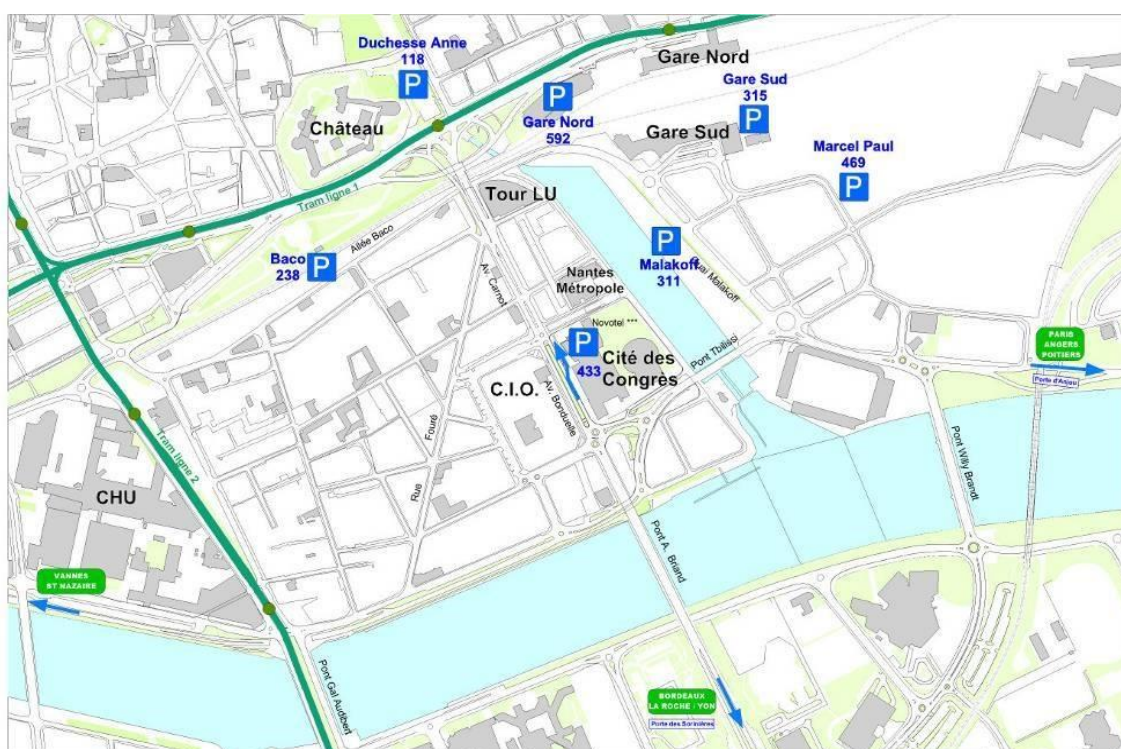 Duchesse Anne
118
P
Gare Nord
Gare Sud
315
P
P
Gare Nord
592
Château
Gare Sud
Marcel Paul
469
P
Tour LU
Tram ligne 1
Allée Baco
Baco
238
P
P
Malakoff
311
Quai Malakoff
Av. Carnot
Nantes
Métropole
Novotel ***
P
433
Cité des
Congrès
Pont Tbilissi
PARIS
ANGERS
POITIERS
Porte d'Anjou
C.I.O.
Av. Bonduelle
Rue Fouré
Tram ligne 2
CHU
Pont Willy Brandt
Pont A. Briand
VANNES
ST NAZAIRE
Pont Gal Audibert
BORDEAUX
LA ROCHE / YON
Porte des Sorinières